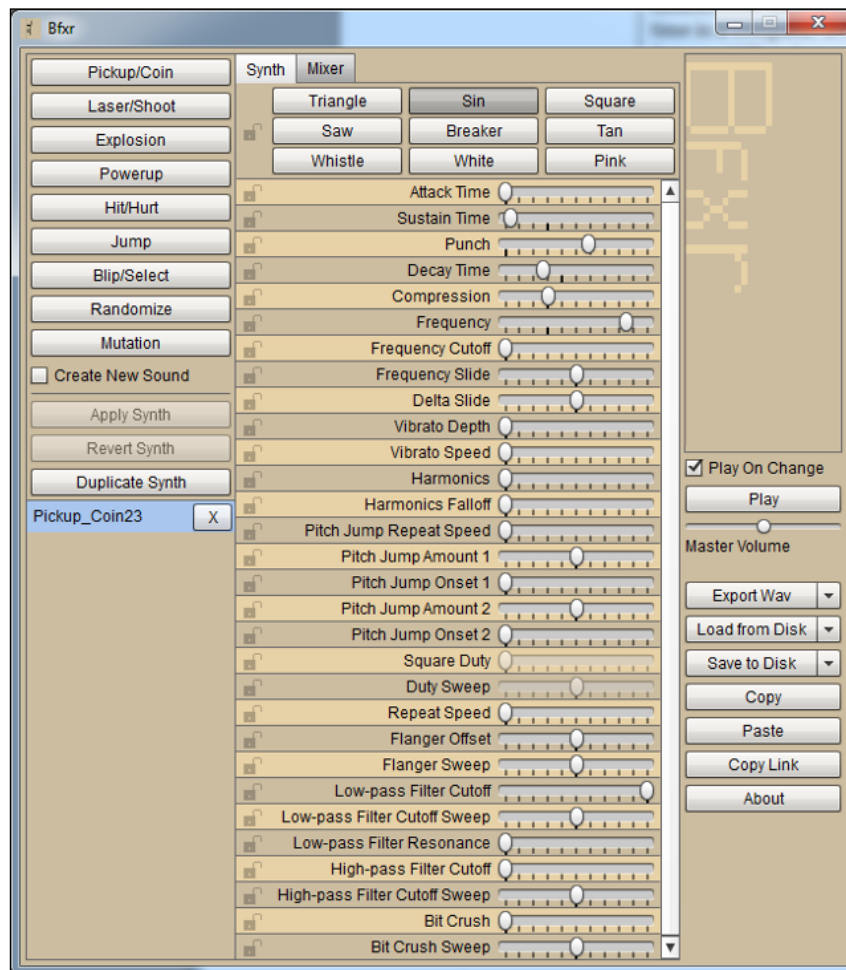 Bfxr
Pickup/Coin
Laser/Shoot
Explosion
Powerup
Hit/Hurt
Jump
Blip/Select
Randomize
Mutation
Create New Sound
Apply Synth
Revert Synth
Duplicate Synth
Pickup_Coin23 X
Synth Mixer
Triangle Sin Square
Saw Breaker Tan
Whistle White Pink
Attack Time
Sustain Time
Punch
Decay Time
Compression
Frequency
Frequency Cutoff
Frequency Slide
Delta Slide
Vibrato Depth
Vibrato Speed
Harmonics
Harmonics Falloff
Pitch Jump Repeat Speed
Pitch Jump Amount 1
Pitch Jump Onset 1
Pitch Jump Amount 2
Pitch Jump Onset 2
Square Duty
Duty Sweep
Repeat Speed
Flanger Offset
Flanger Sweep
Low-pass Filter Cutoff
Low-pass Filter Cutoff Sweep
Low-pass Filter Resonance
High-pass Filter Cutoff
High-pass Filter Cutoff Sweep
Bit Crush
Bit Crush Sweep
Bfxr
Play On Change
Play
Master Volume
Export Wav
Load from Disk
Save to Disk
Copy
Paste
Copy Link
About